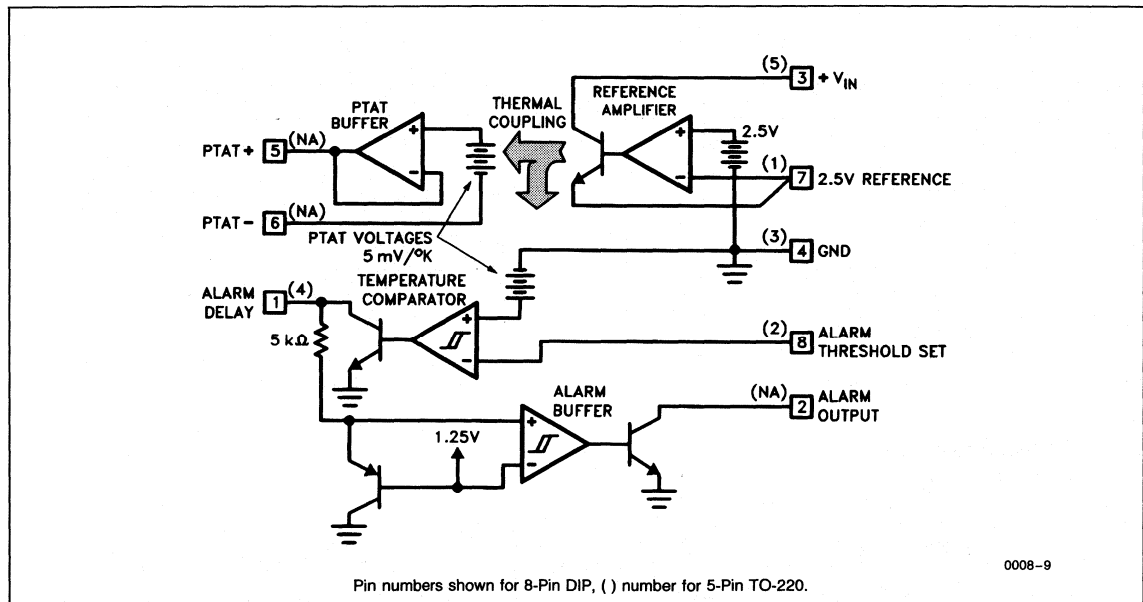 (5) 3 + VIN
PTAT
BUFFER
THERMAL
COUPLING
REFERENCE
AMPLIFIER
+
+
2.5V
PTAT+ 5 (NA)
(1)
7 2.5V REFERENCE
−
−
PTAT− 6 (NA)
PTAT VOLTAGES
5 mV/°K
(3)
4 GND
TEMPERATURE
COMPARATOR
ALARM
DELAY
1 (4)
+
5 kΩ
−
(2)
8 ALARM
THRESHOLD SET
ALARM
BUFFER
(NA)
2 ALARM
OUTPUT
1.25V
+
−
0008-9
Pin numbers shown for 8-Pin DIP, ( ) number for 5-Pin TO-220.